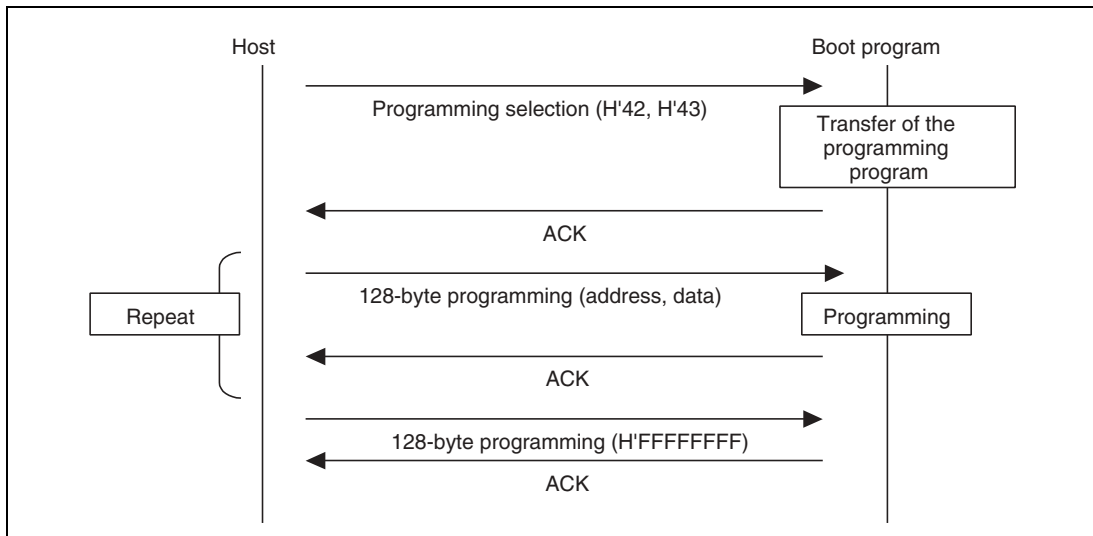 Host
Boot program
Programming selection (H'42, H'43)
Transfer of the
programming
program
ACK
128-byte programming (address, data)
Repeat
Programming
ACK
128-byte programming (H'FFFFFFFF)
ACK